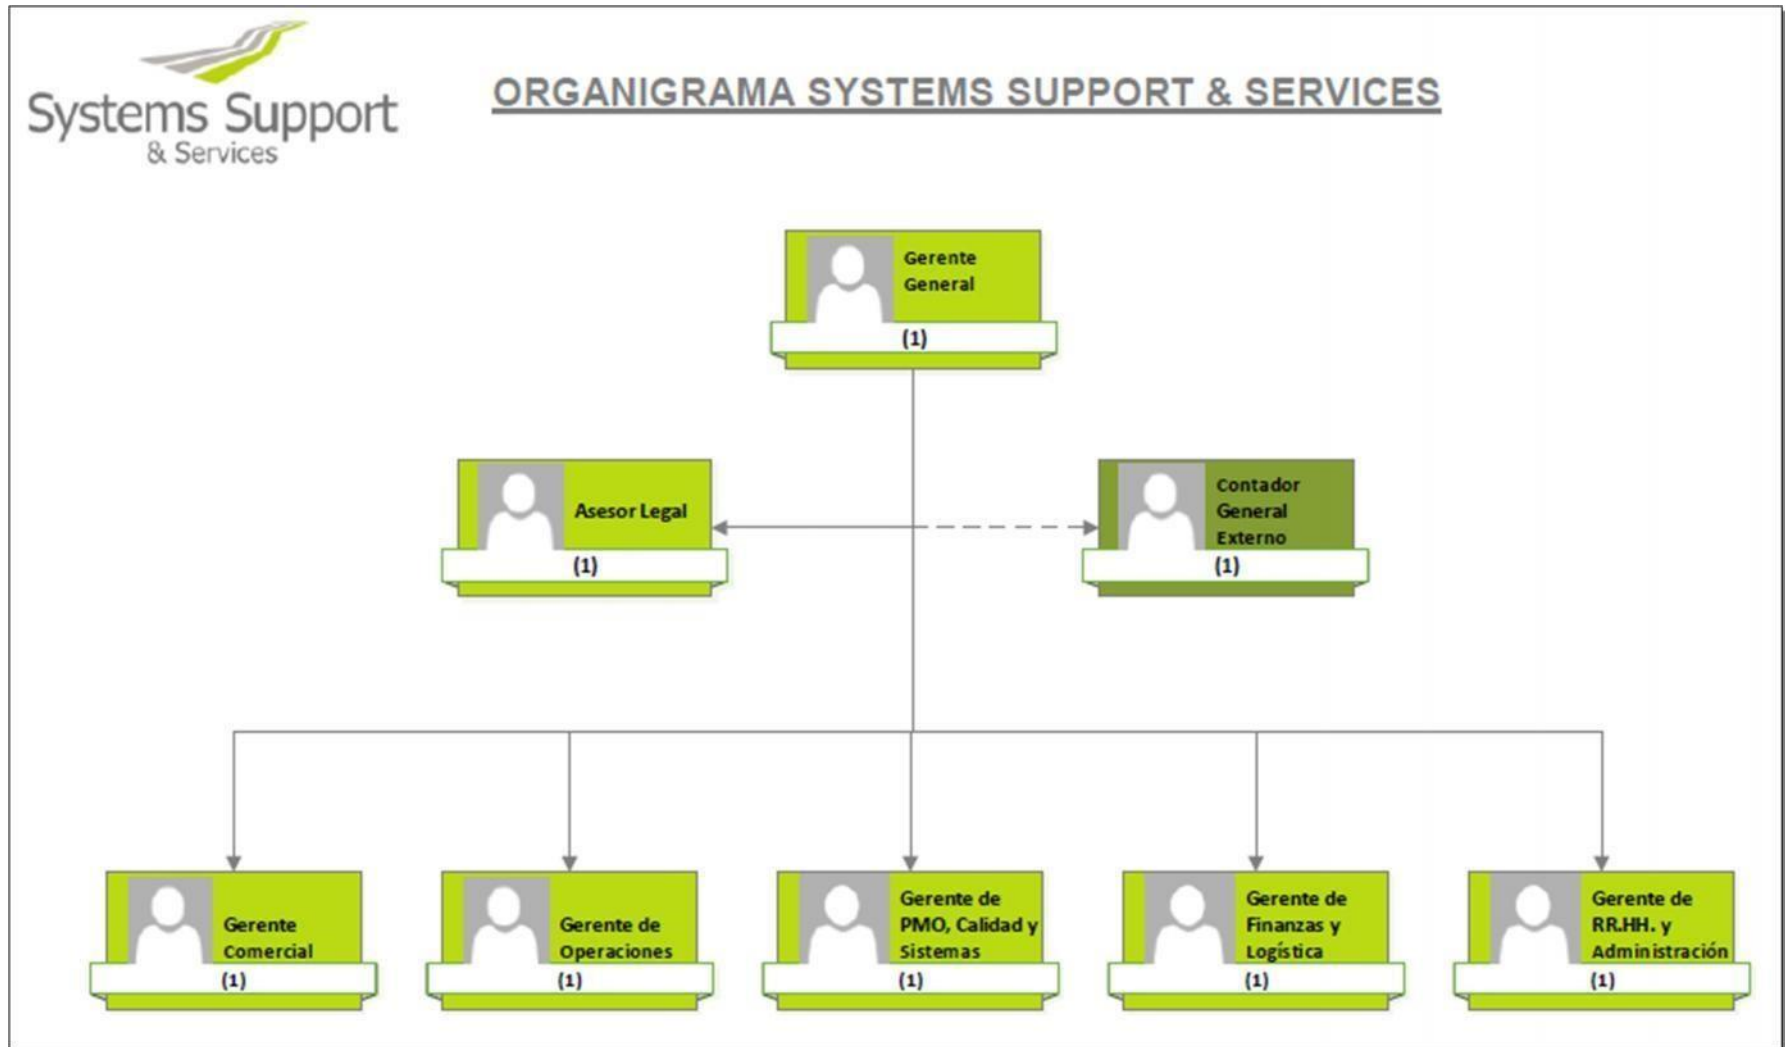 Systems Support
& Services
ORGANIGRAMA SYSTEMS SUPPORT & SERVICES
Gerente
General
(1)
Asesor Legal
(1)
Contador
General
Externo
(1)
Gerente
Comercial
(1)
Gerente de
Operaciones
(1)
Gerente de
PMO, Calidad y
Sistemas
(1)
Gerente de
Finanzas y
Logística
(1)
Gerente de
RR.HH. y
Administración
(1)